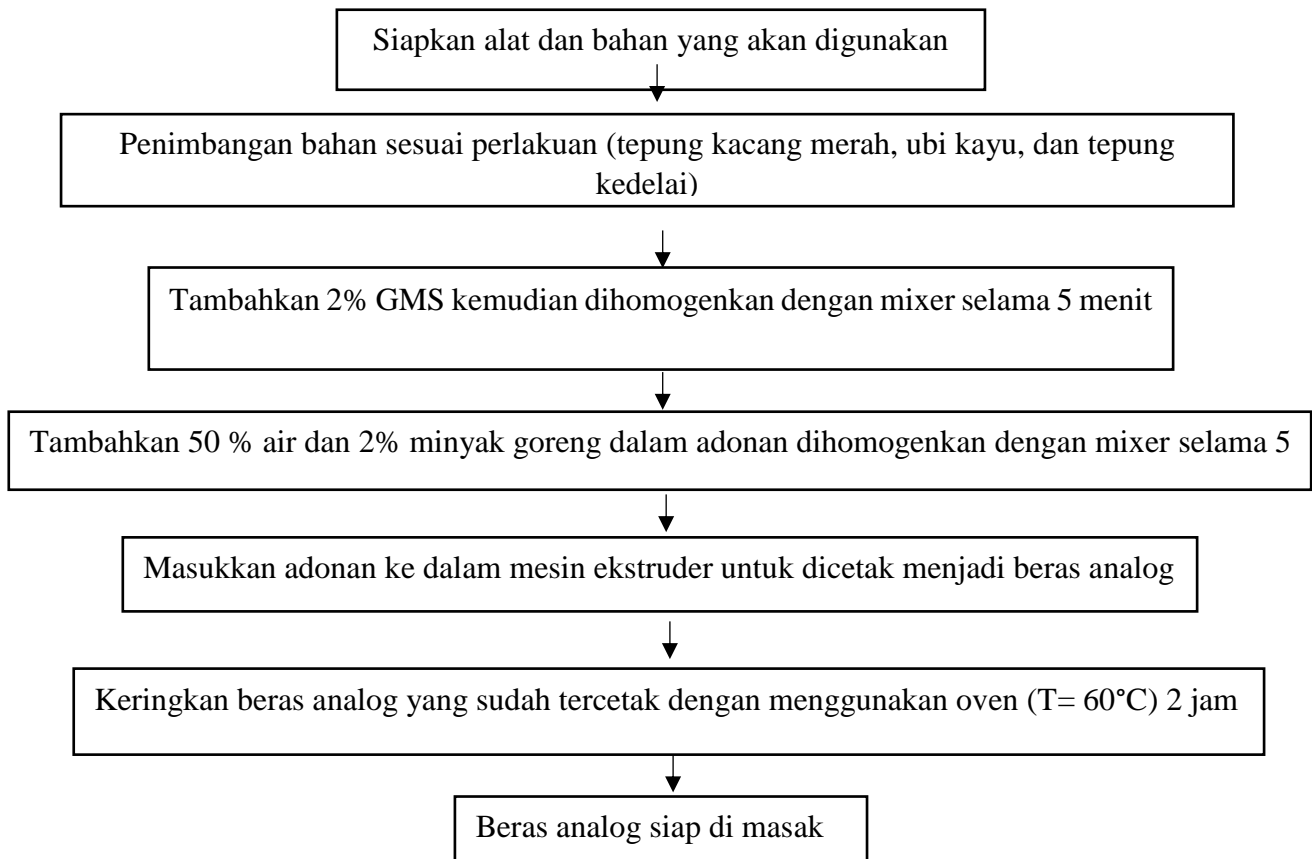 Siapkan alat dan bahan yang akan digunakan
Penimbangan bahan sesuai perlakuan (tepung kacang merah, ubi kayu, dan tepung
kedelai)
Tambahkan 2% GMS kemudian dihomogenkan dengan mixer selama 5 menit
Tambahkan 50 % air dan 2% minyak goreng dalam adonan dihomogenkan dengan mixer selama 5
Masukkan adonan ke dalam mesin ekstruder untuk dicetak menjadi beras analog
Keringkan beras analog yang sudah tercetak dengan menggunakan oven (T= 60°C) 2 jam
Beras analog siap di masak